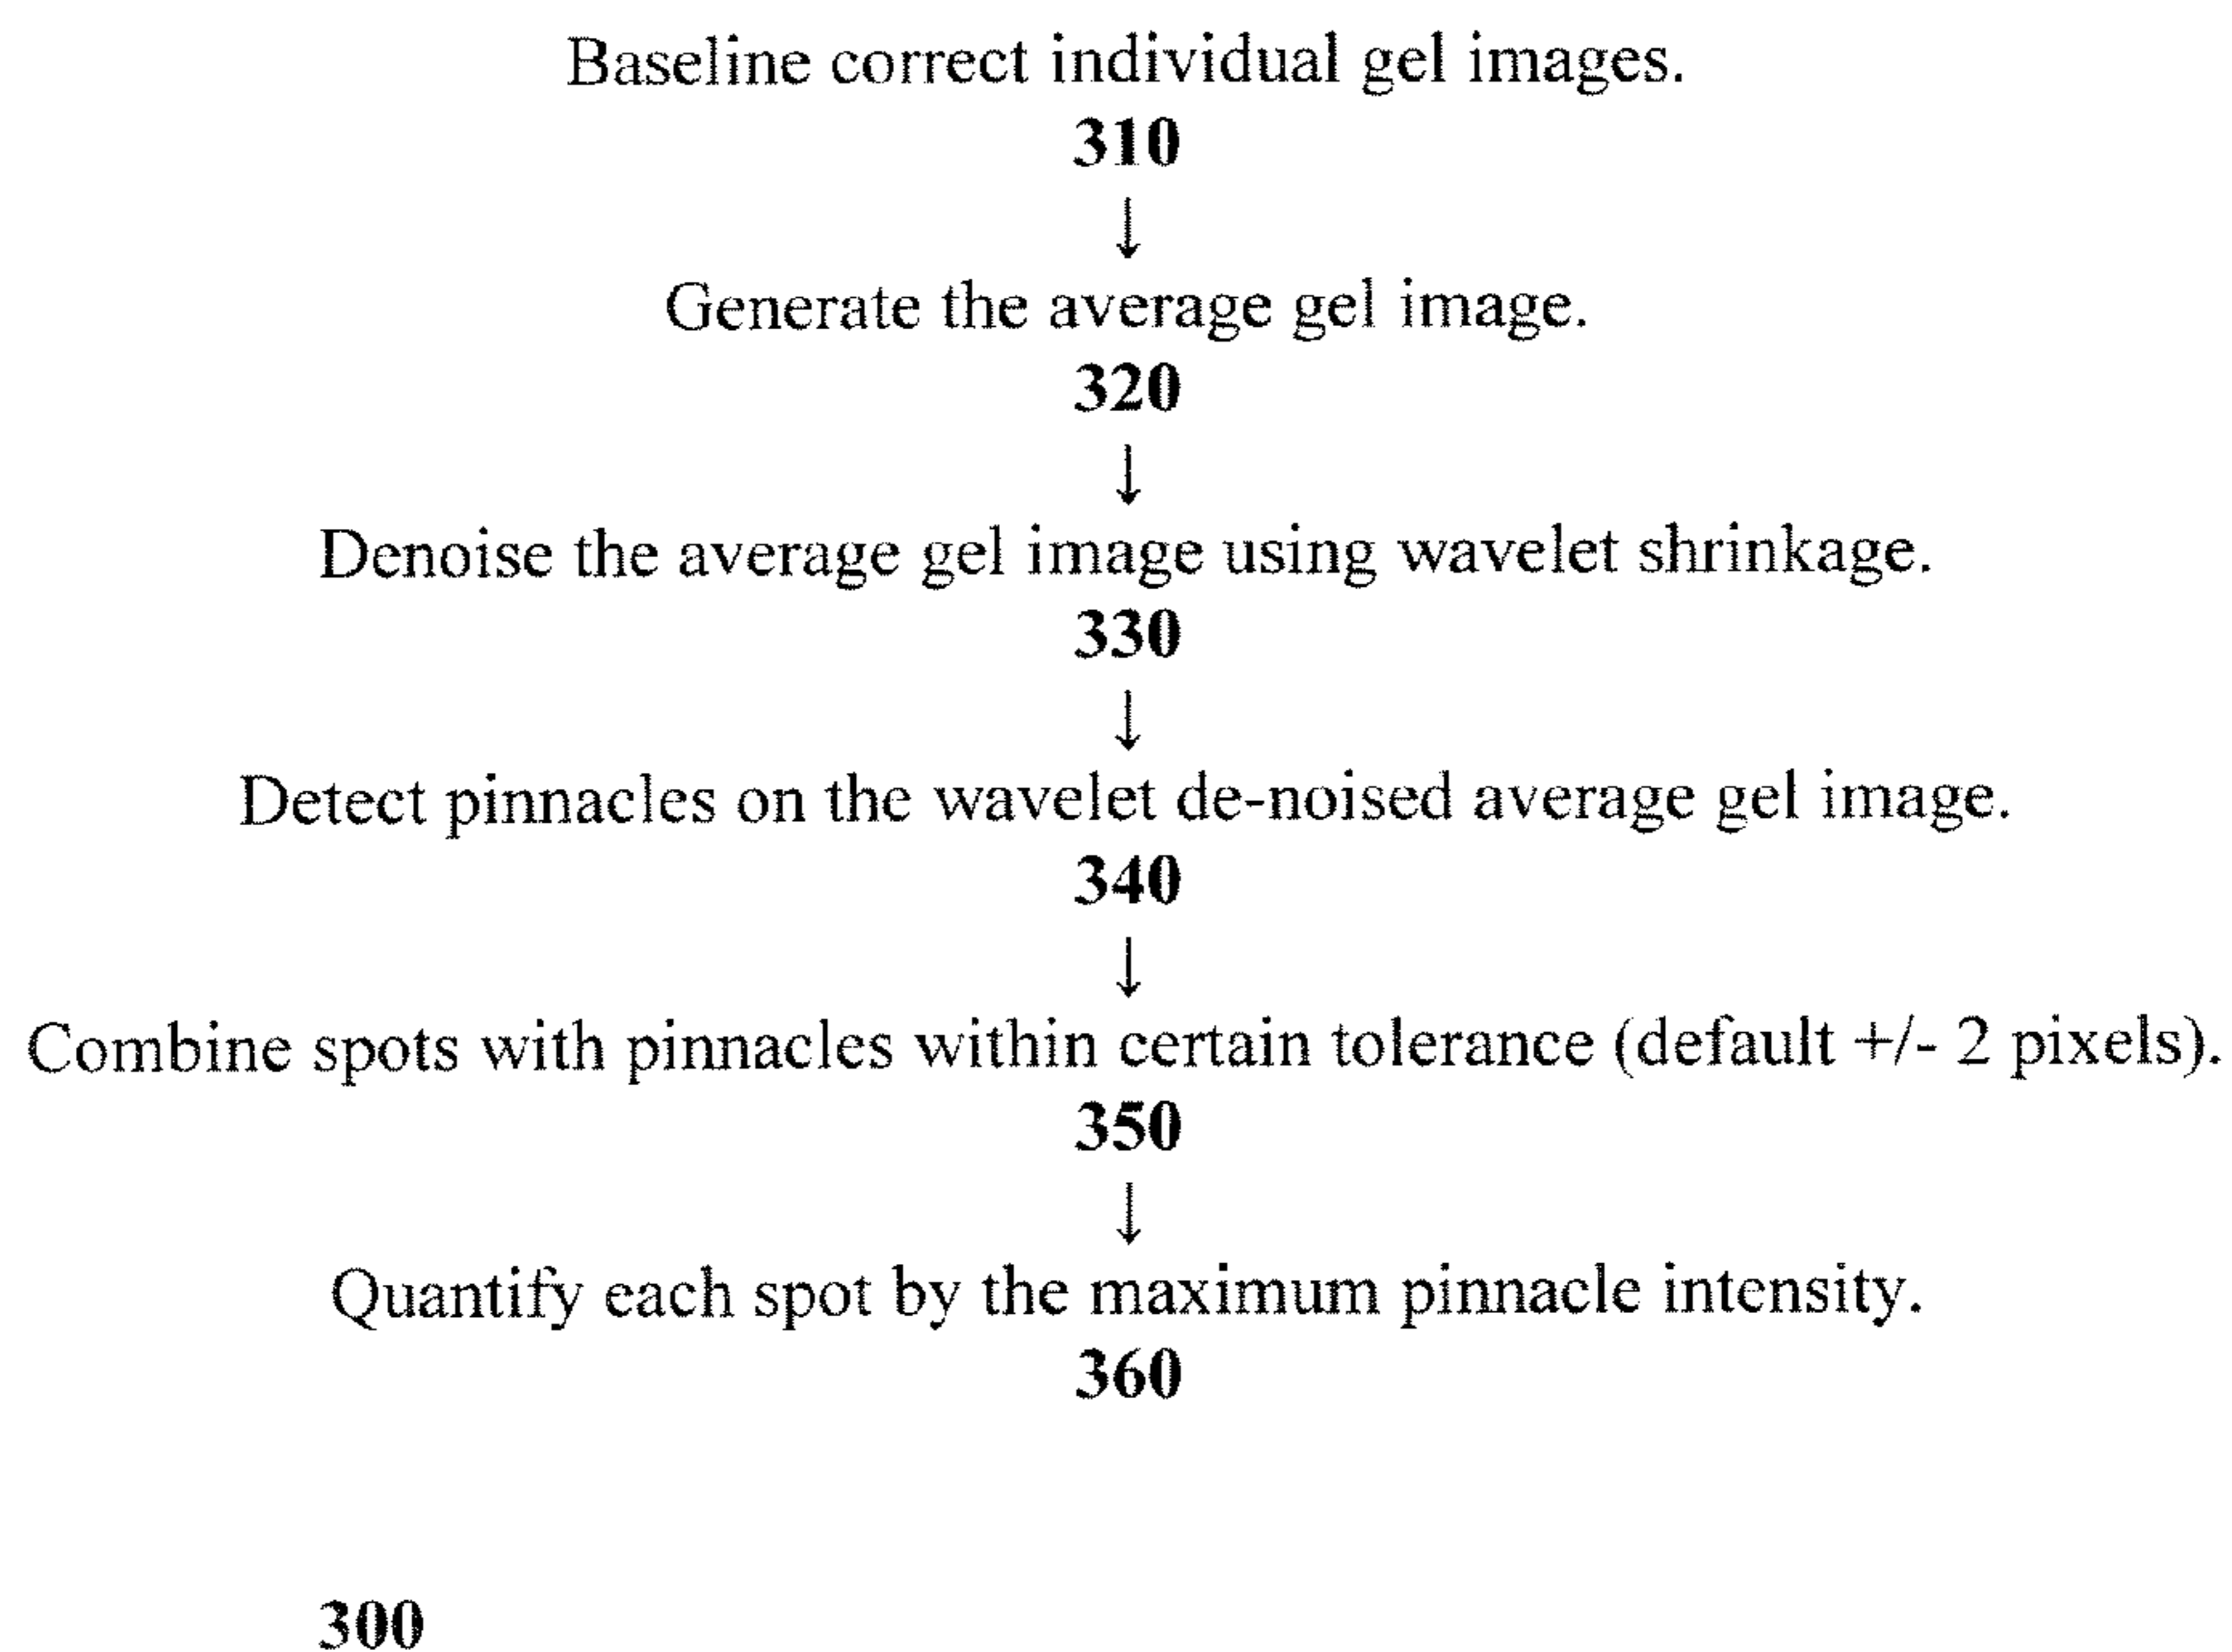 Baseline correct individual gel images.
310
↓
Generate the average gel image.
320
↓
Denoise the average gel image using wavelet shrinkage.
330
↓
Detect pinnacles on the wavelet de-noised average gel image.
340
↓
Combine spots with pinnacles within certain tolerance (default +/- 2 pixels).
350
↓
Quantify each spot by the maximum pinnacle intensity.
360
300